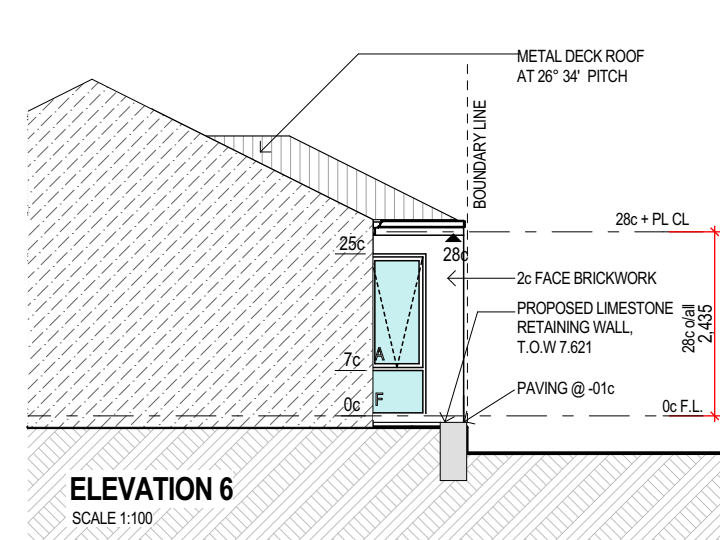 METAL DECK ROOF
AT 26° 34' PITCH
BOUNDARY LINE
28c + PL CL
25c
28c
2c FACE BRICKWORK
PROPOSED LIMESTONE
RETAINING WALL,
T.O.W 7.621
28c o/all
2,435
A
7c
PAVING @ -01c
F
0c
0c F.L.
ELEVATION 6
SCALE 1:100